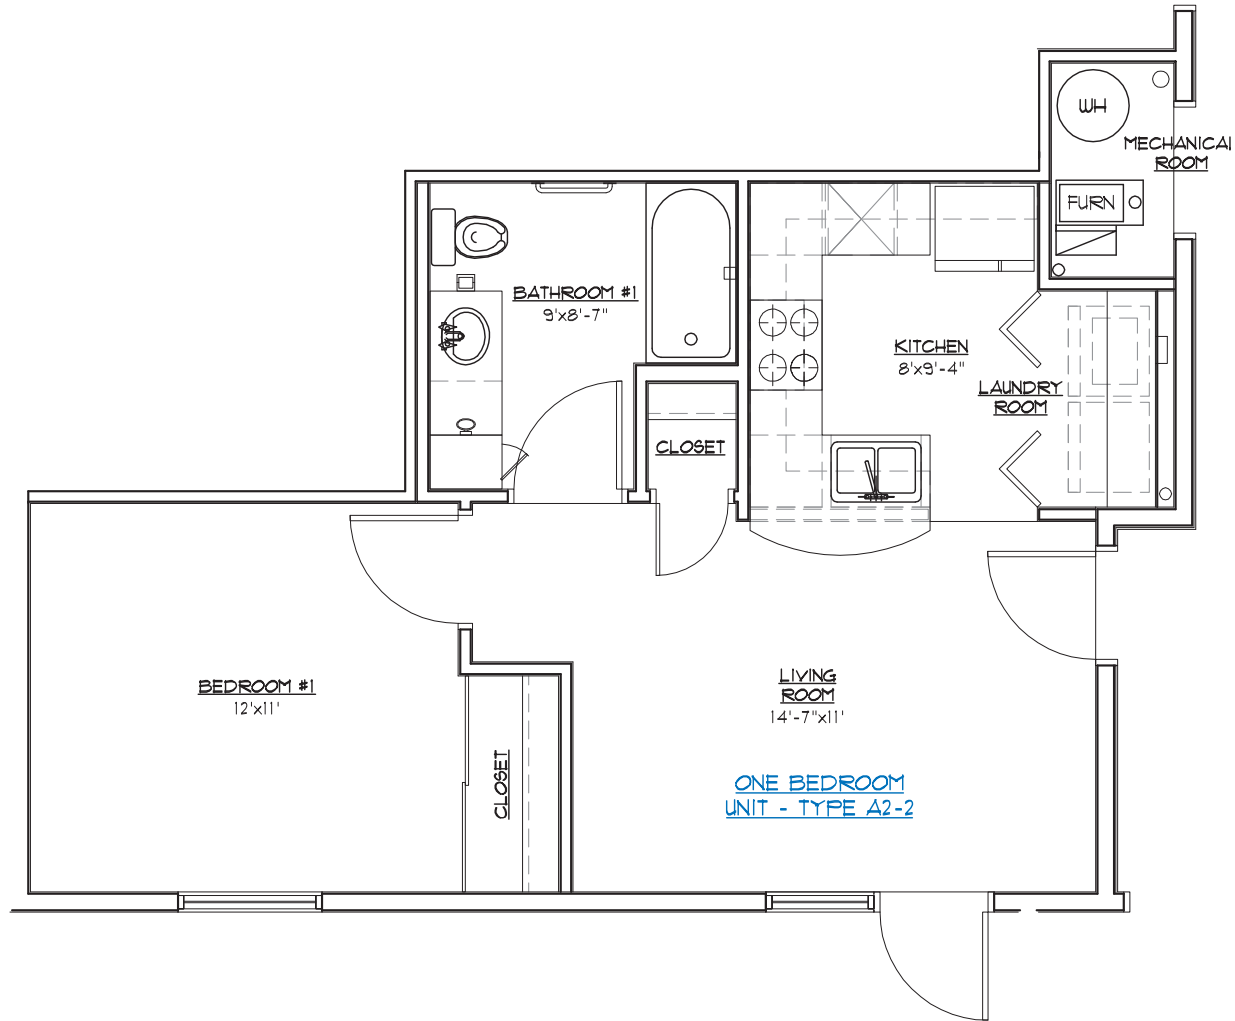 WH
MECHANICAL
ROOM
FURN
BATHROOM #1
9'x8'-7"
KITCHEN
8'x9'-4"
LAUNDRY
ROOM
CLOSET
BEDROOM #1
12'x11'
CLOSET
LIVING
ROOM
14'-7"x11'
ONE BEDROOM
UNIT - TYPE A2-2